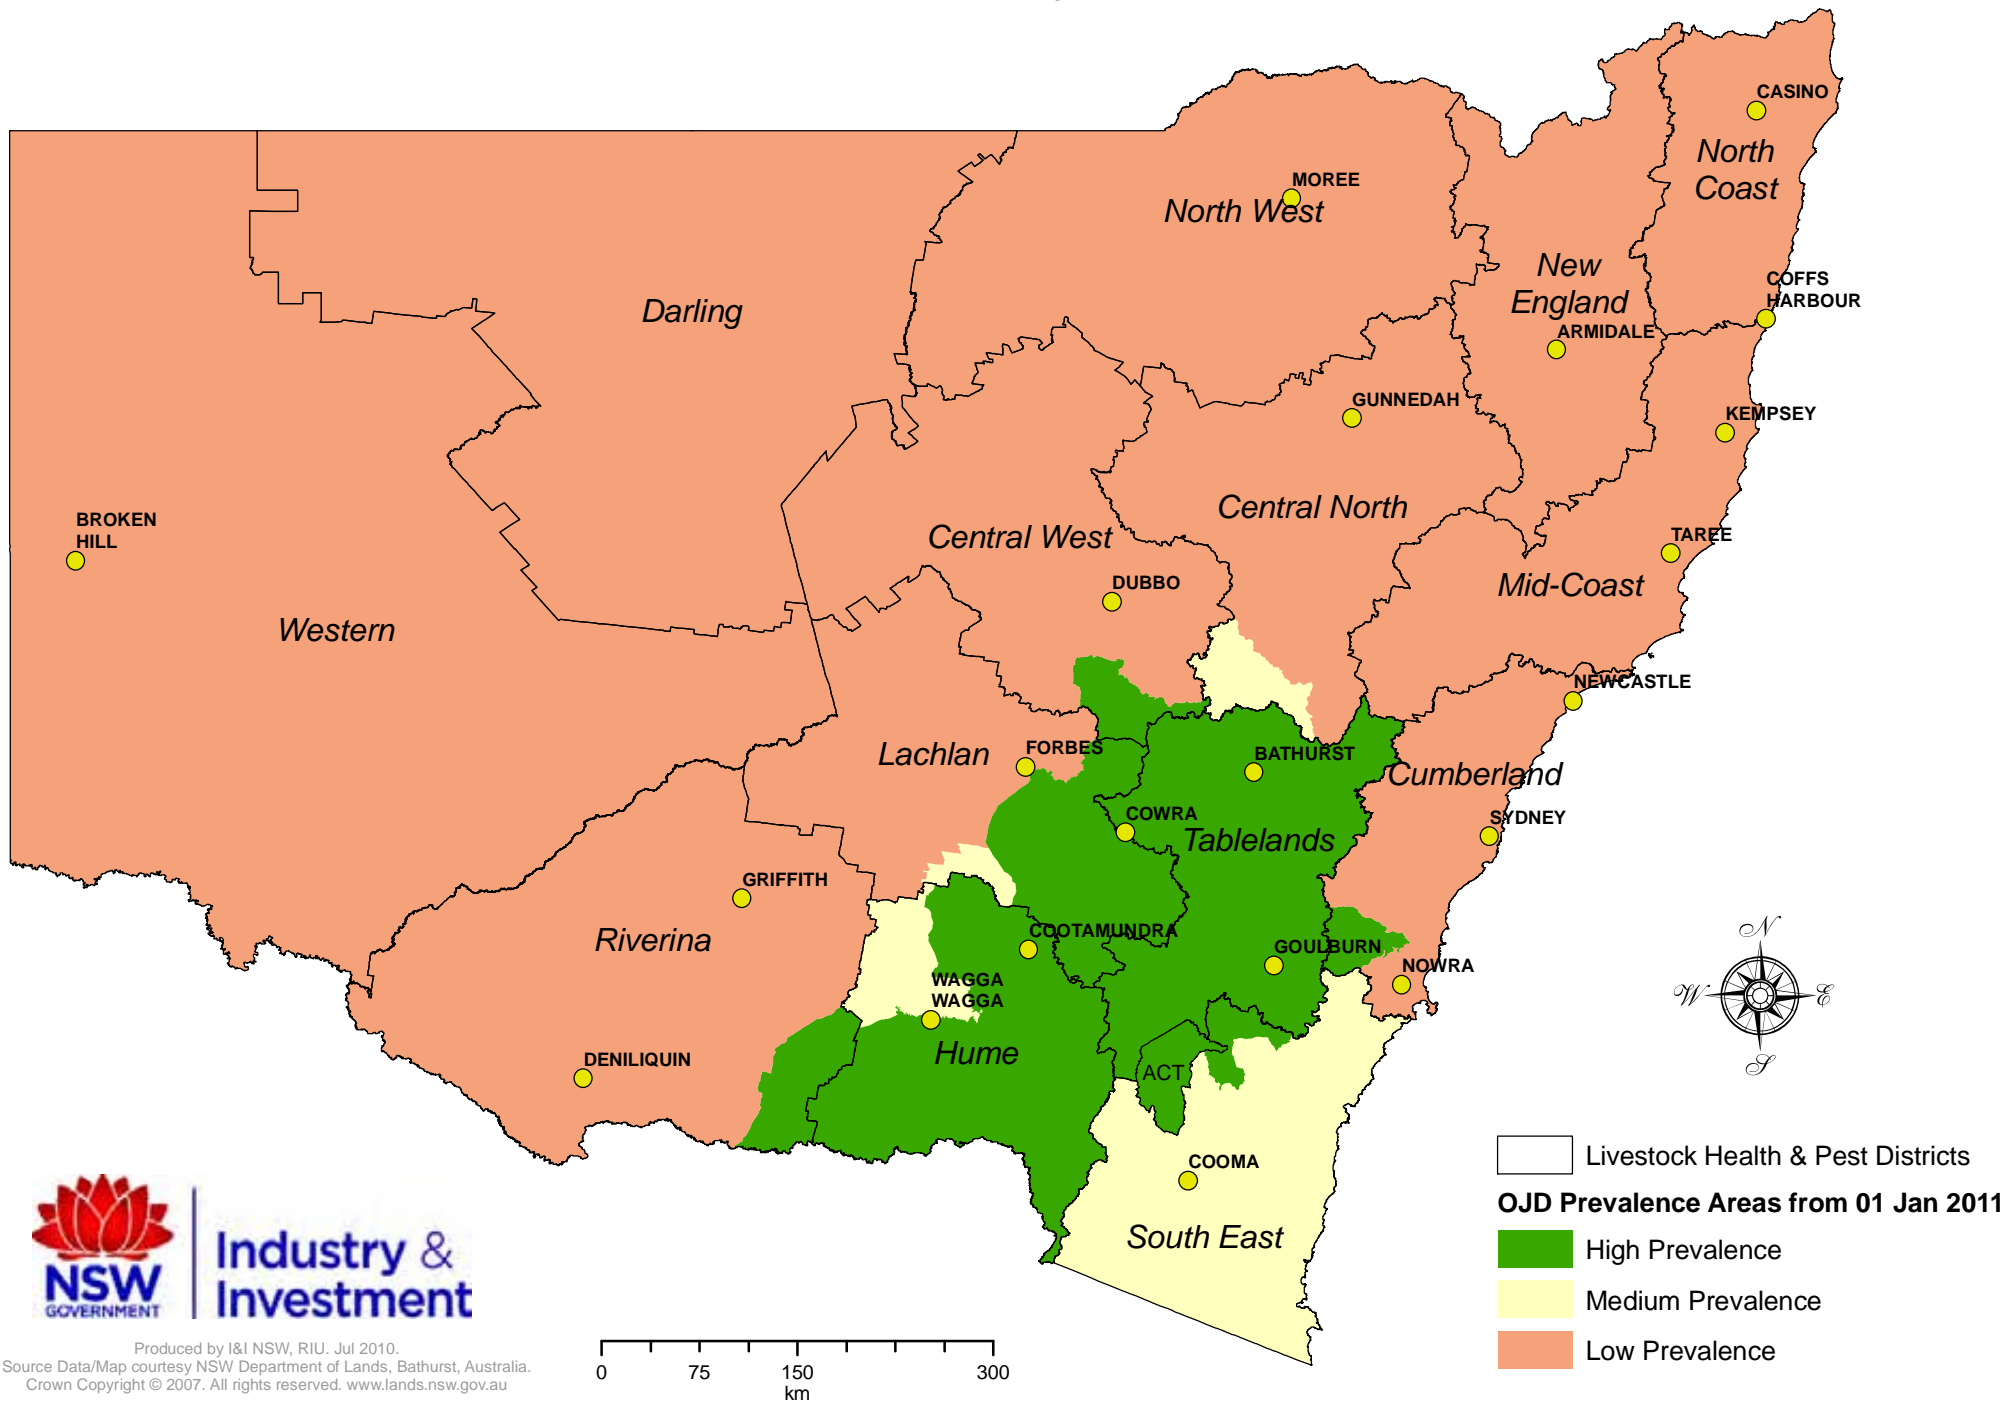 CASINO
North
Coast
MOREE
North West
New
England
COFFS
HARBOUR
Darling
ARMIDALE
GUNNEDAH
KEMPSEY
Central North
BROKEN
HILL
Central West
TAREE
DUBBO
Mid-Coast
Western
NEWCASTLE
Lachlan
FORBES
BATHURST
Cumberland
COWRA
SYDNEY
Tablelands
GRIFFITH
Riverina
COOTAMUNDRA
GOULBURN
NOWRA
WAGGA
WAGGA
Hume
DENILIQUIN
ACT
COOMA
South East
N
W
E
S
Livestock Health & Pest Districts
OJD Prevalence Areas from 01 Jan 2011
High Prevalence
Medium Prevalence
Low Prevalence
NSW
GOVERNMENT
Industry &
Investment
Produced by I&I NSW, RIU. Jul 2010.
Source Data/Map courtesy NSW Department of Lands, Bathurst, Australia.
Crown Copyright © 2007. All rights reserved. www.lands.nsw.gov.au
0 75 150 300
km